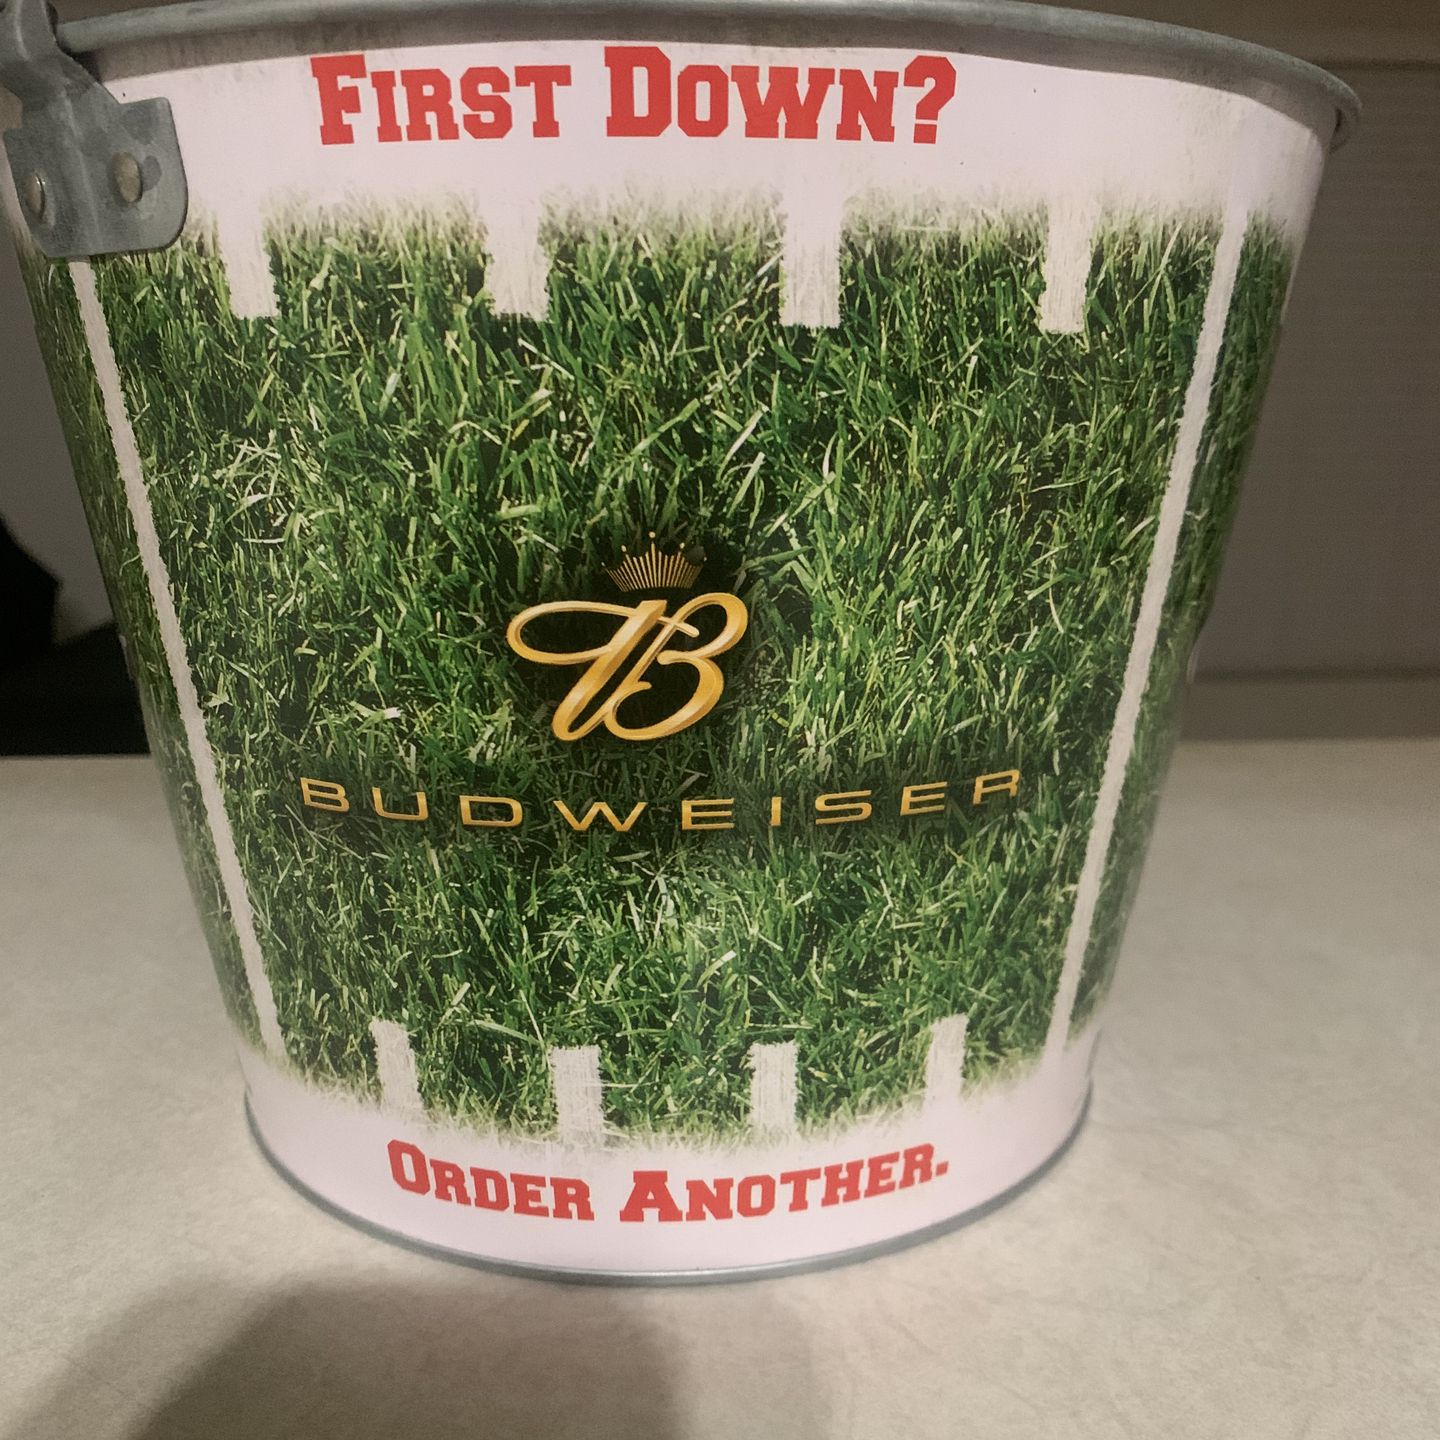 FIRST DOWN?
B
BUDWEISER
ORDER ANOTHER.